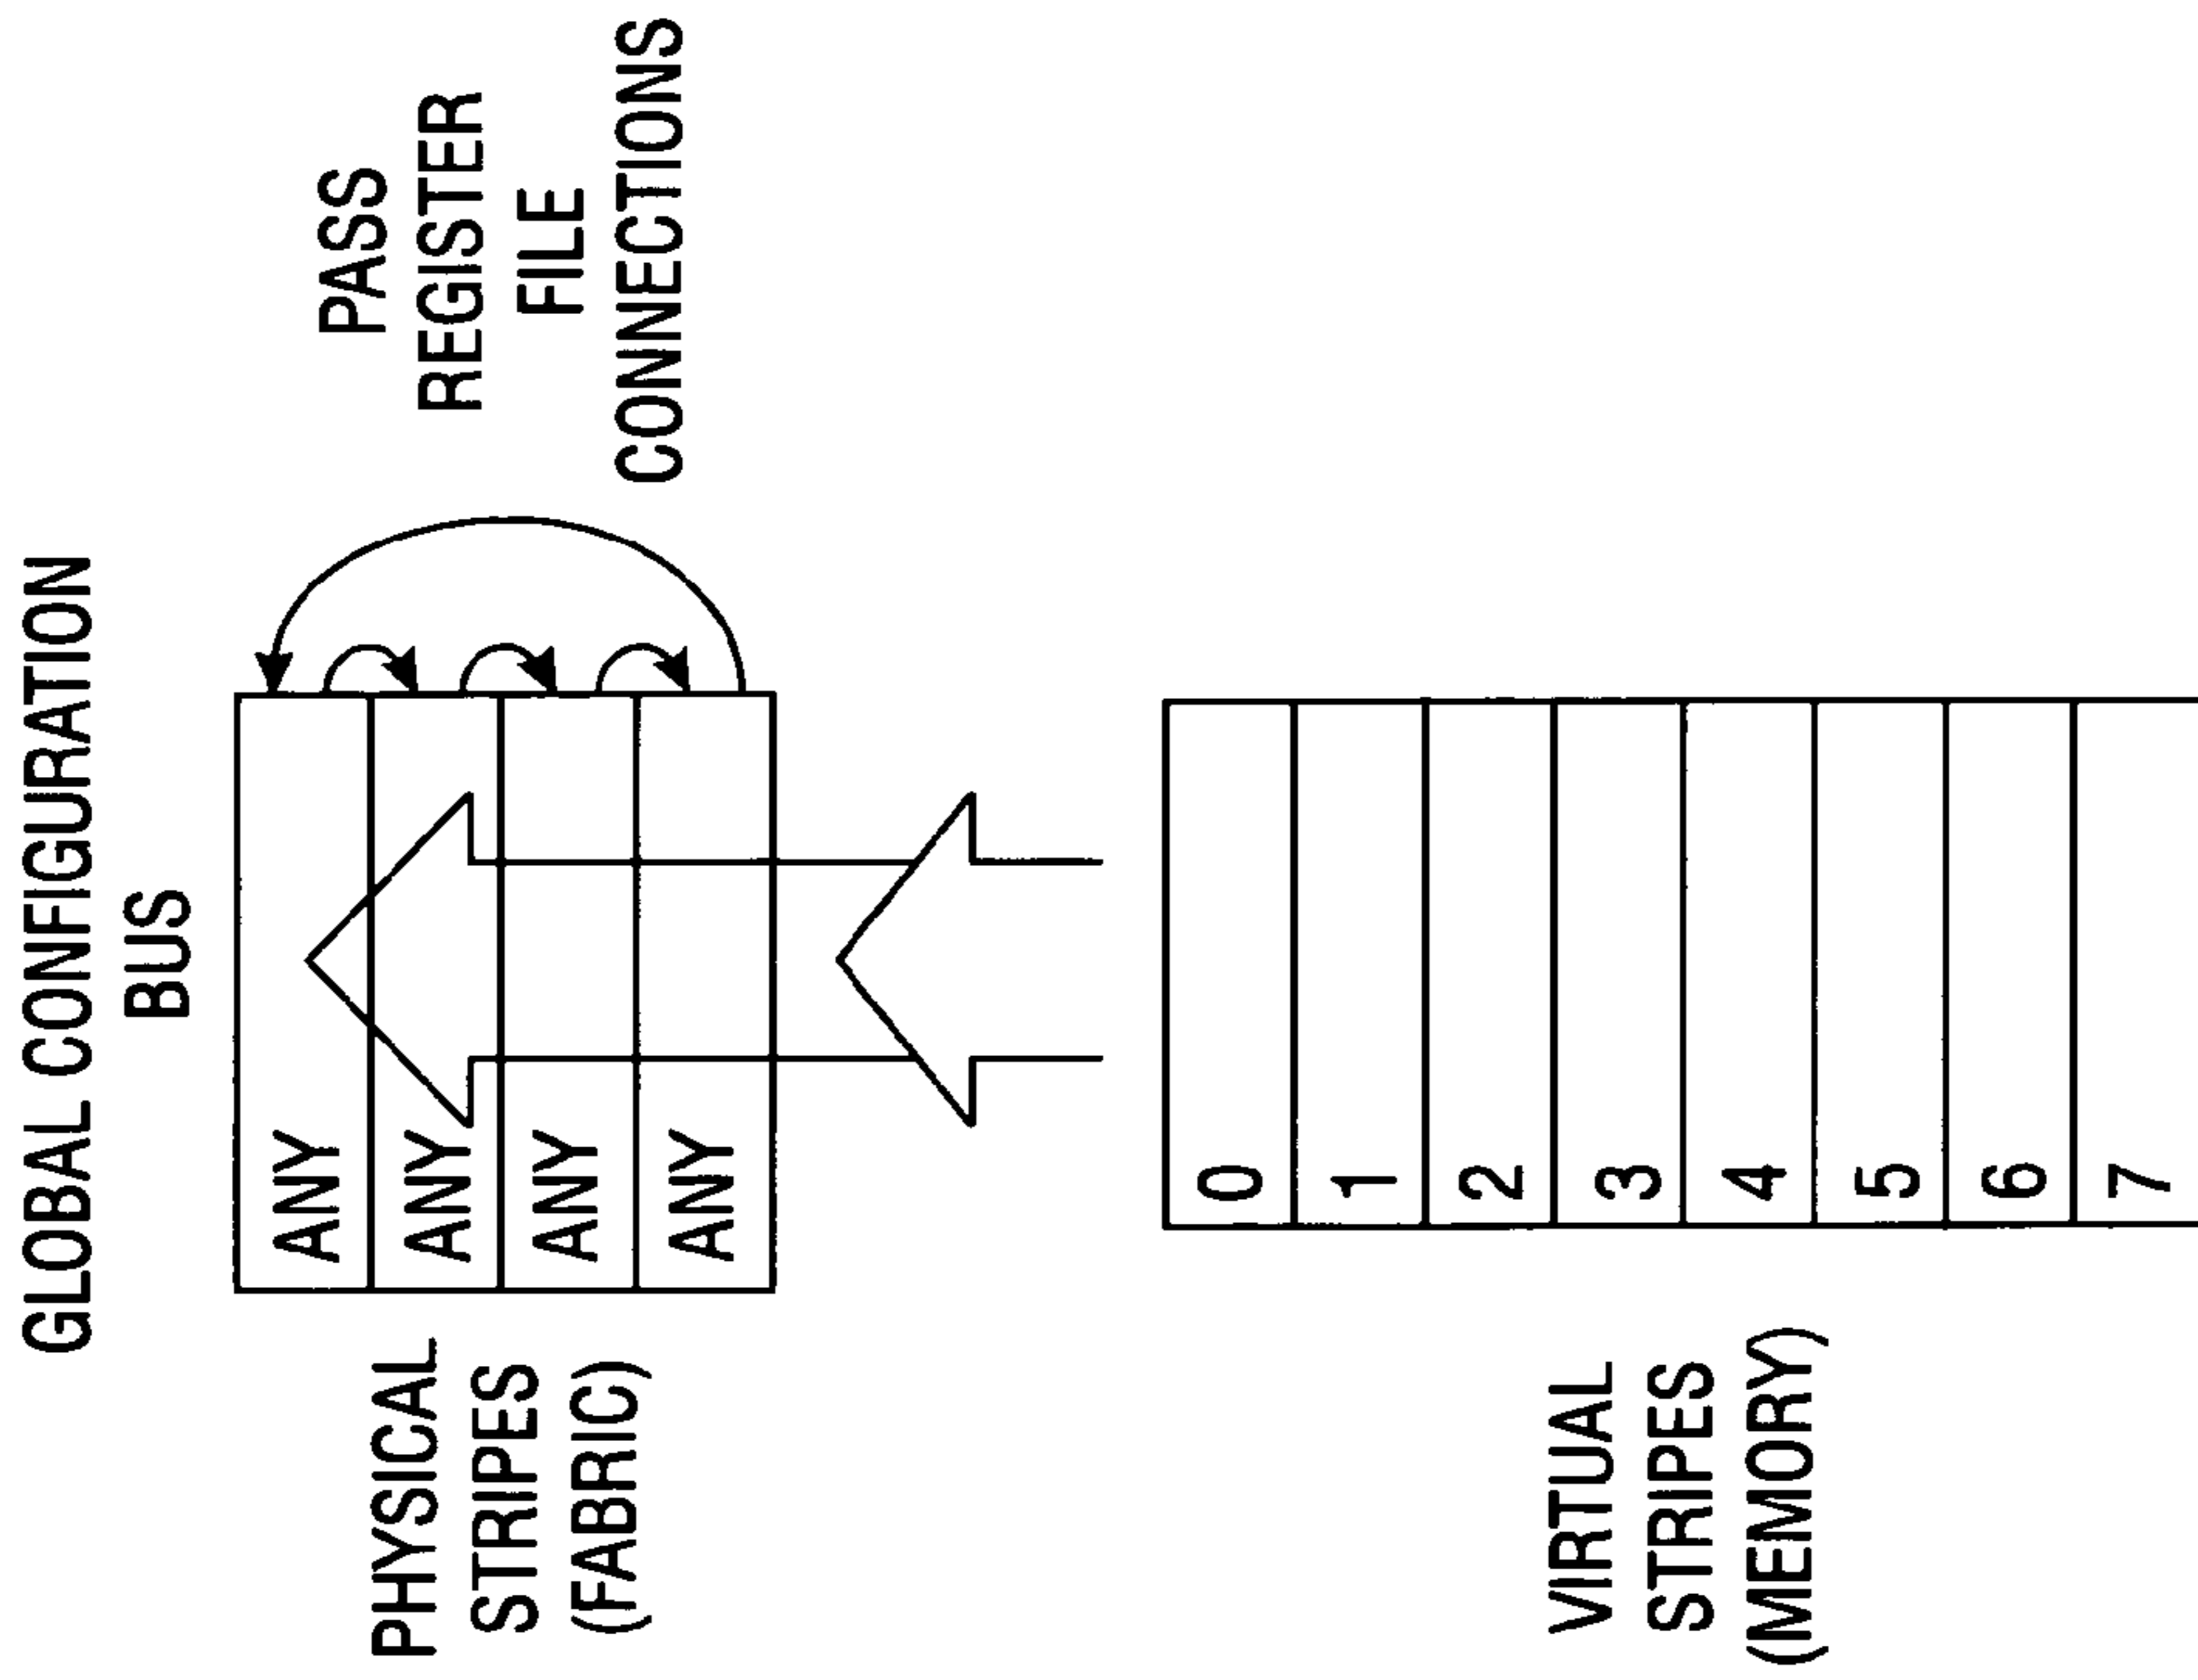 GLOBAL CONFIGURATION
BUS
PHYSICAL
STRIPES
(FABRIC)
ANY
ANY
ANY
ANY
PASS
REGISTER
FILE
CONNECTIONS
VIRTUAL
STRIPES
(MEMORY)
0
1
2
3
4
5
6
7